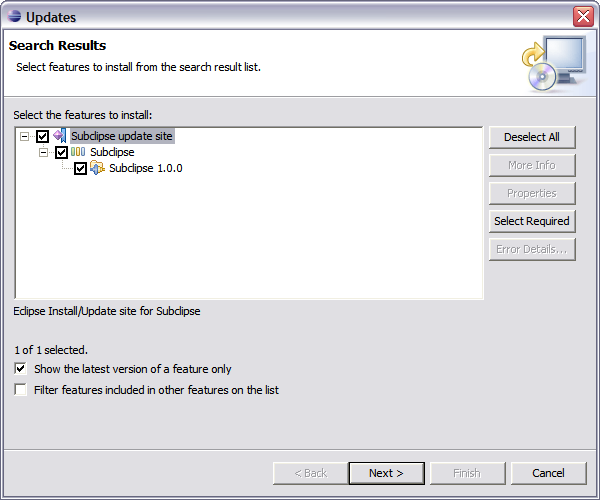 Updates
Search Results
Select features to install from the search result list.
Select the features to install:
Subclipse update site
Subclipse
Subclipse 1.0.0
Deselect All
More Info
Properties
Select Required
Error Details...
Eclipse Install/Update site for Subclipse
1 of 1 selected.
Show the latest version of a feature only
Filter features included in other features on the list
< Back
Next >
Finish
Cancel